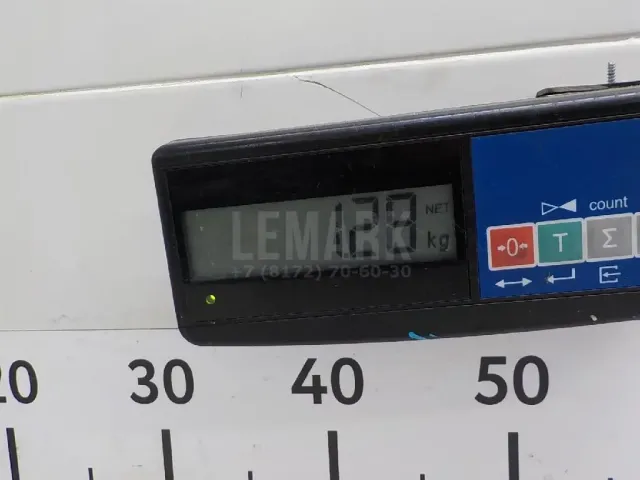 LEMARK
+7 (8172) 70-60-30
1.28
NET
kg
count
→0←
T
Σ
20
30
40
50